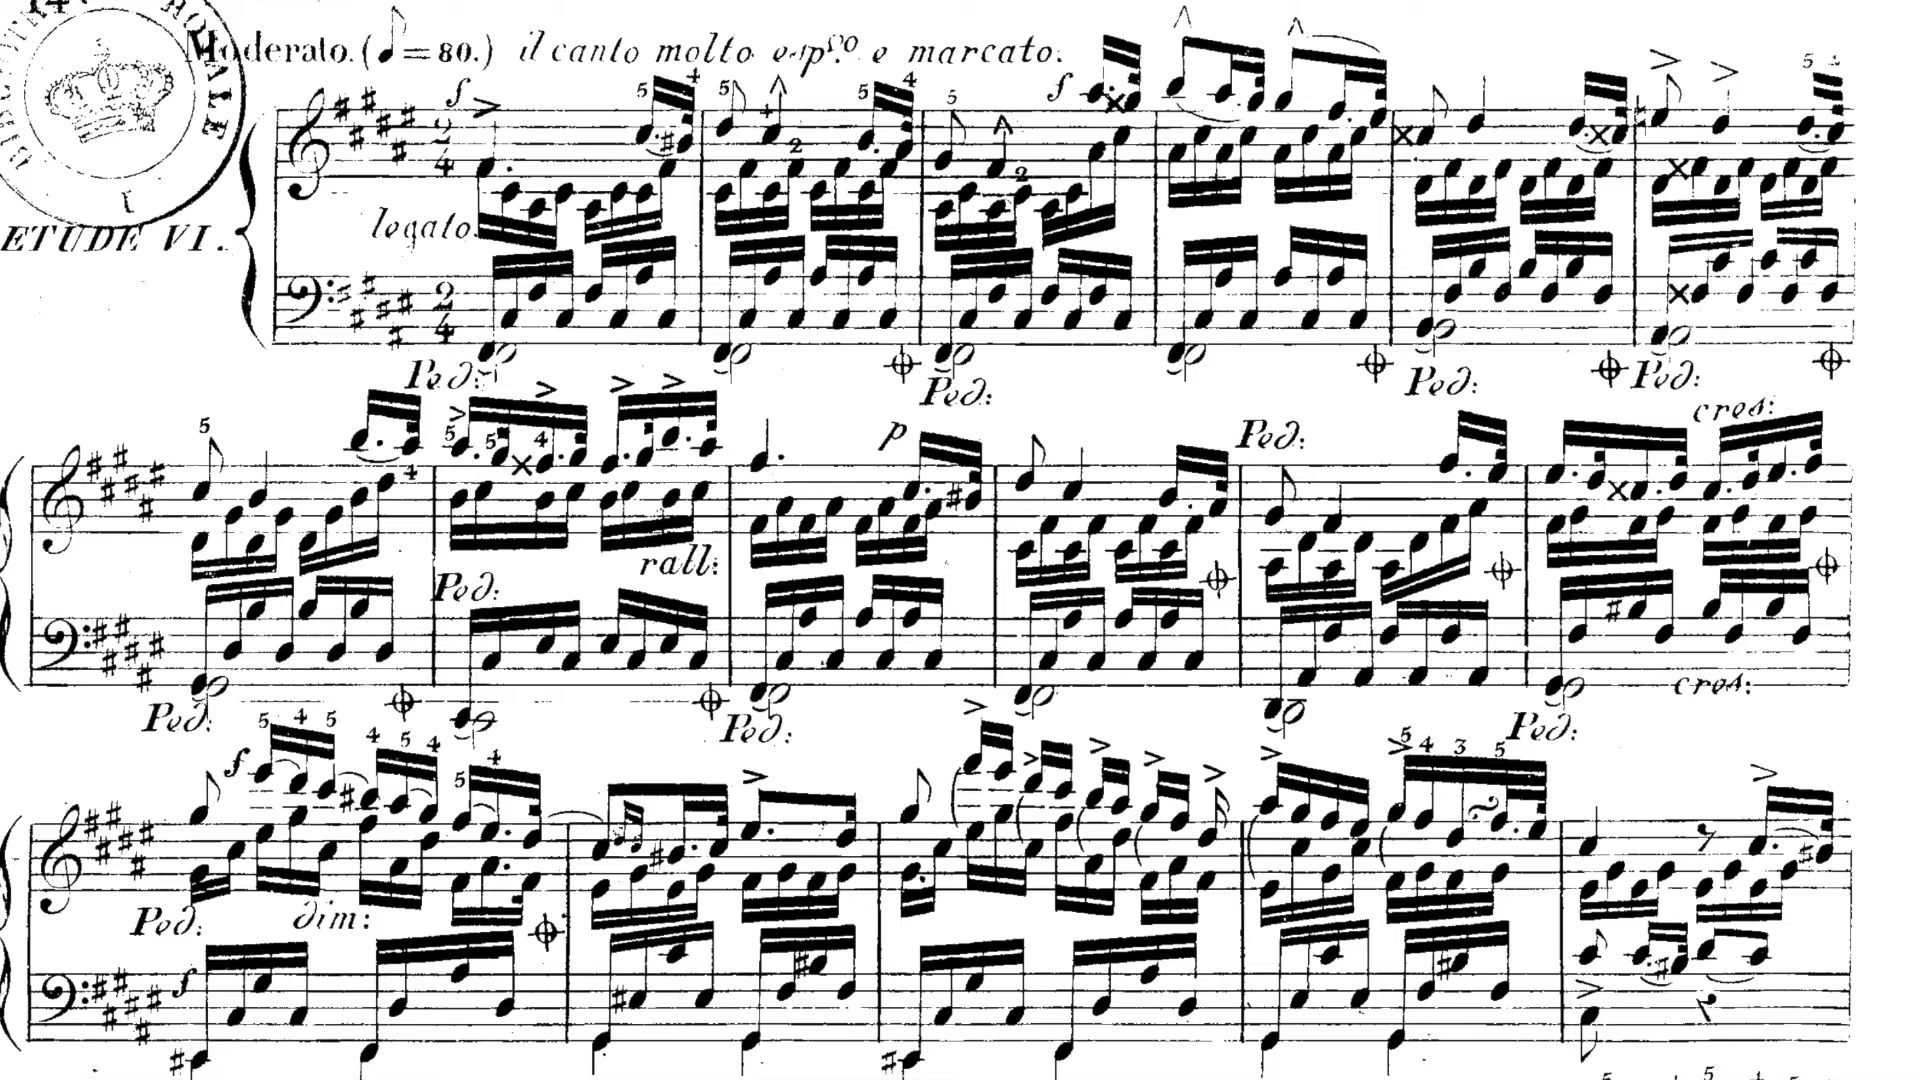 14
Moderato. (♪=80.) il canto molto esp.º e marcato.
ETUDE VI.
legato.
Ped: Ped: Ped: Ped:
cres:
p Ped:
rall:
Ped:
cres:
Ped: Ped: Ped:
Ped: dim: